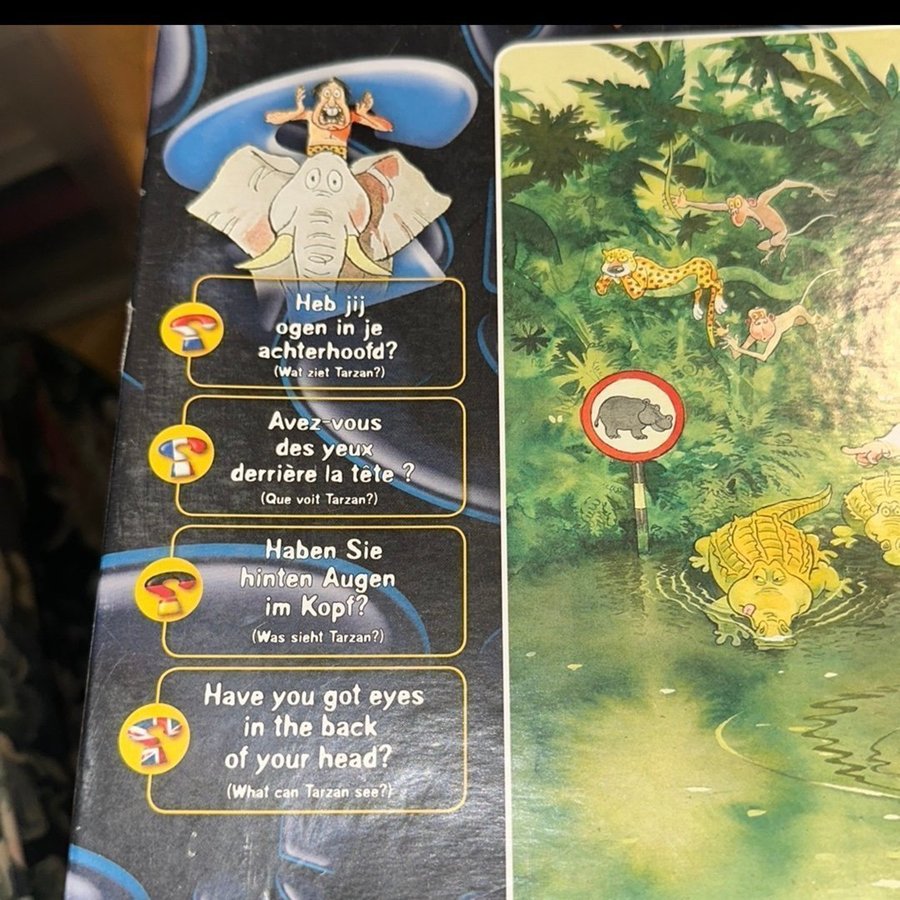 Heb jij
ogen in je
achterhoofd?
(Wat ziet Tarzan?)
Avez-vous
des yeux
derrière la tête ?
(Que voit Tarzan?)
Haben Sie
hinten Augen
im Kopf?
(Was sieht Tarzan?)
Have you got eyes
in the back
of your head?
(What can Tarzan see?)